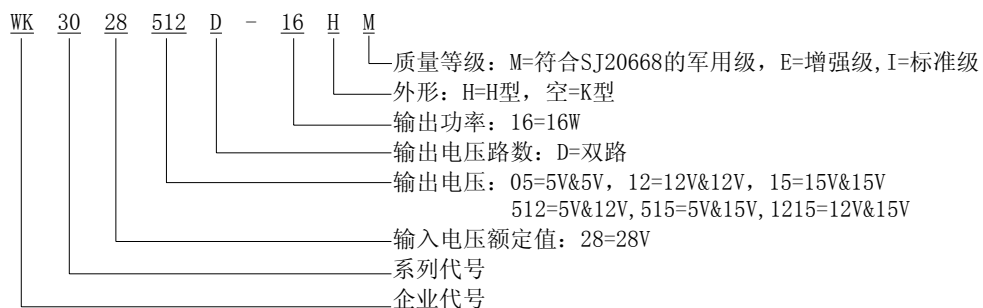 WK 30 28 512 D - 16 H M
质量等级：M=符合SJ20668的军用级，E=增强级,I=标准级
外形：H=H型，空=K型
输出功率：16=16W
输出电压路数：D=双路
输出电压：05=5V&5V，12=12V&12V，15=15V&15V
512=5V&12V,515=5V&15V,1215=12V&15V
输入电压额定值：28=28V
系列代号
企业代号